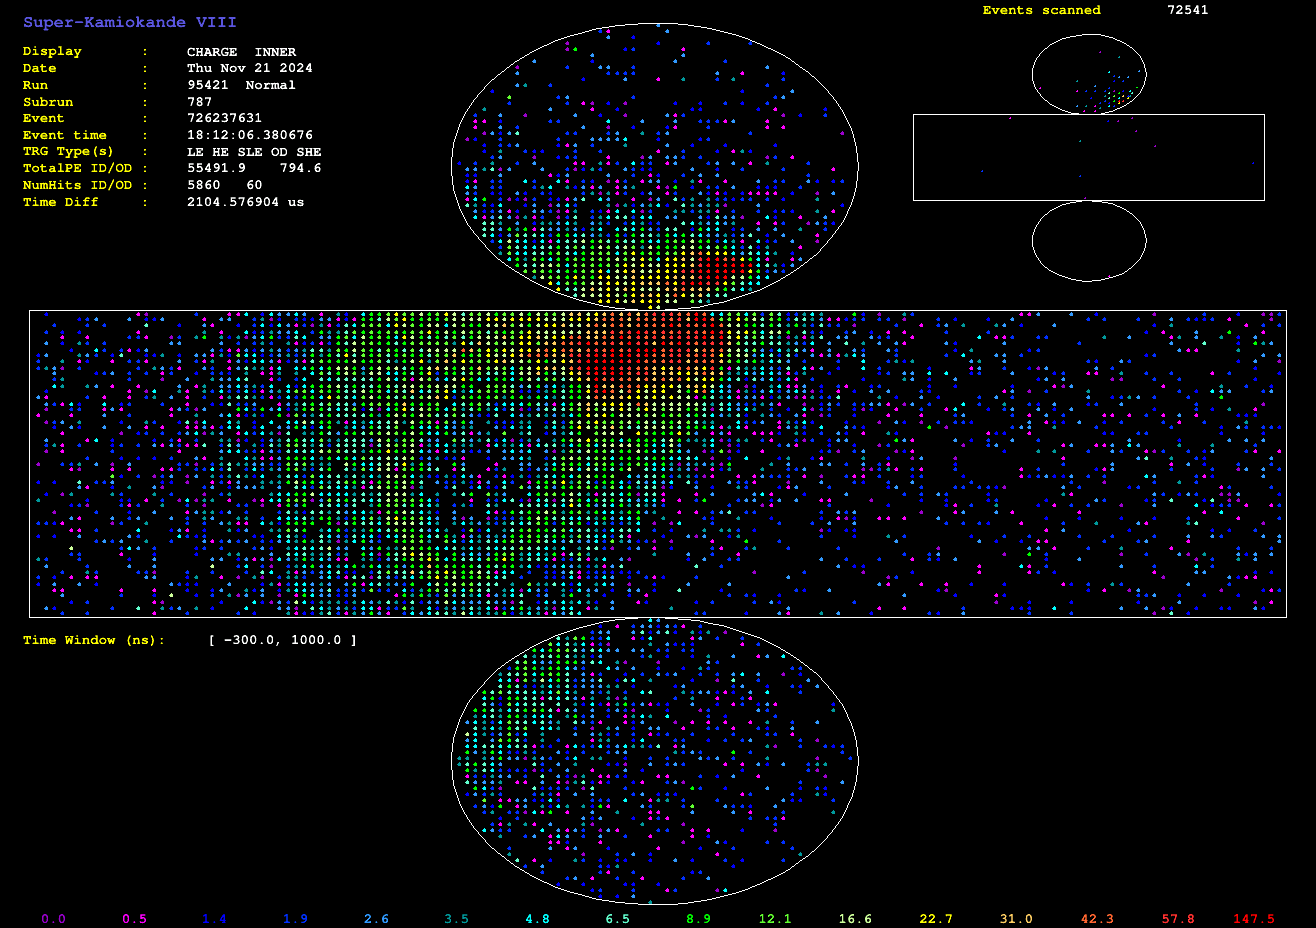 Super-Kamiokande VIII
Events scanned 72541
Display : CHARGE INNER
Date : Thu Nov 21 2024
Run : 95421 Normal
Subrun : 787
Event : 726237631
Event time : 18:12:06.380676
TRG Type(s) : LE HE SLE OD SHE
TotalPE ID/OD : 55491.9 794.6
NumHits ID/OD : 5860 60
Time Diff : 2104.576904 us
Time Window (ns): [ -300.0, 1000.0 ]
0.0 0.5 1.4 1.9 2.6 3.5 4.8 6.5 8.9 12.1 16.6 22.7 31.0 42.3 57.8 147.5